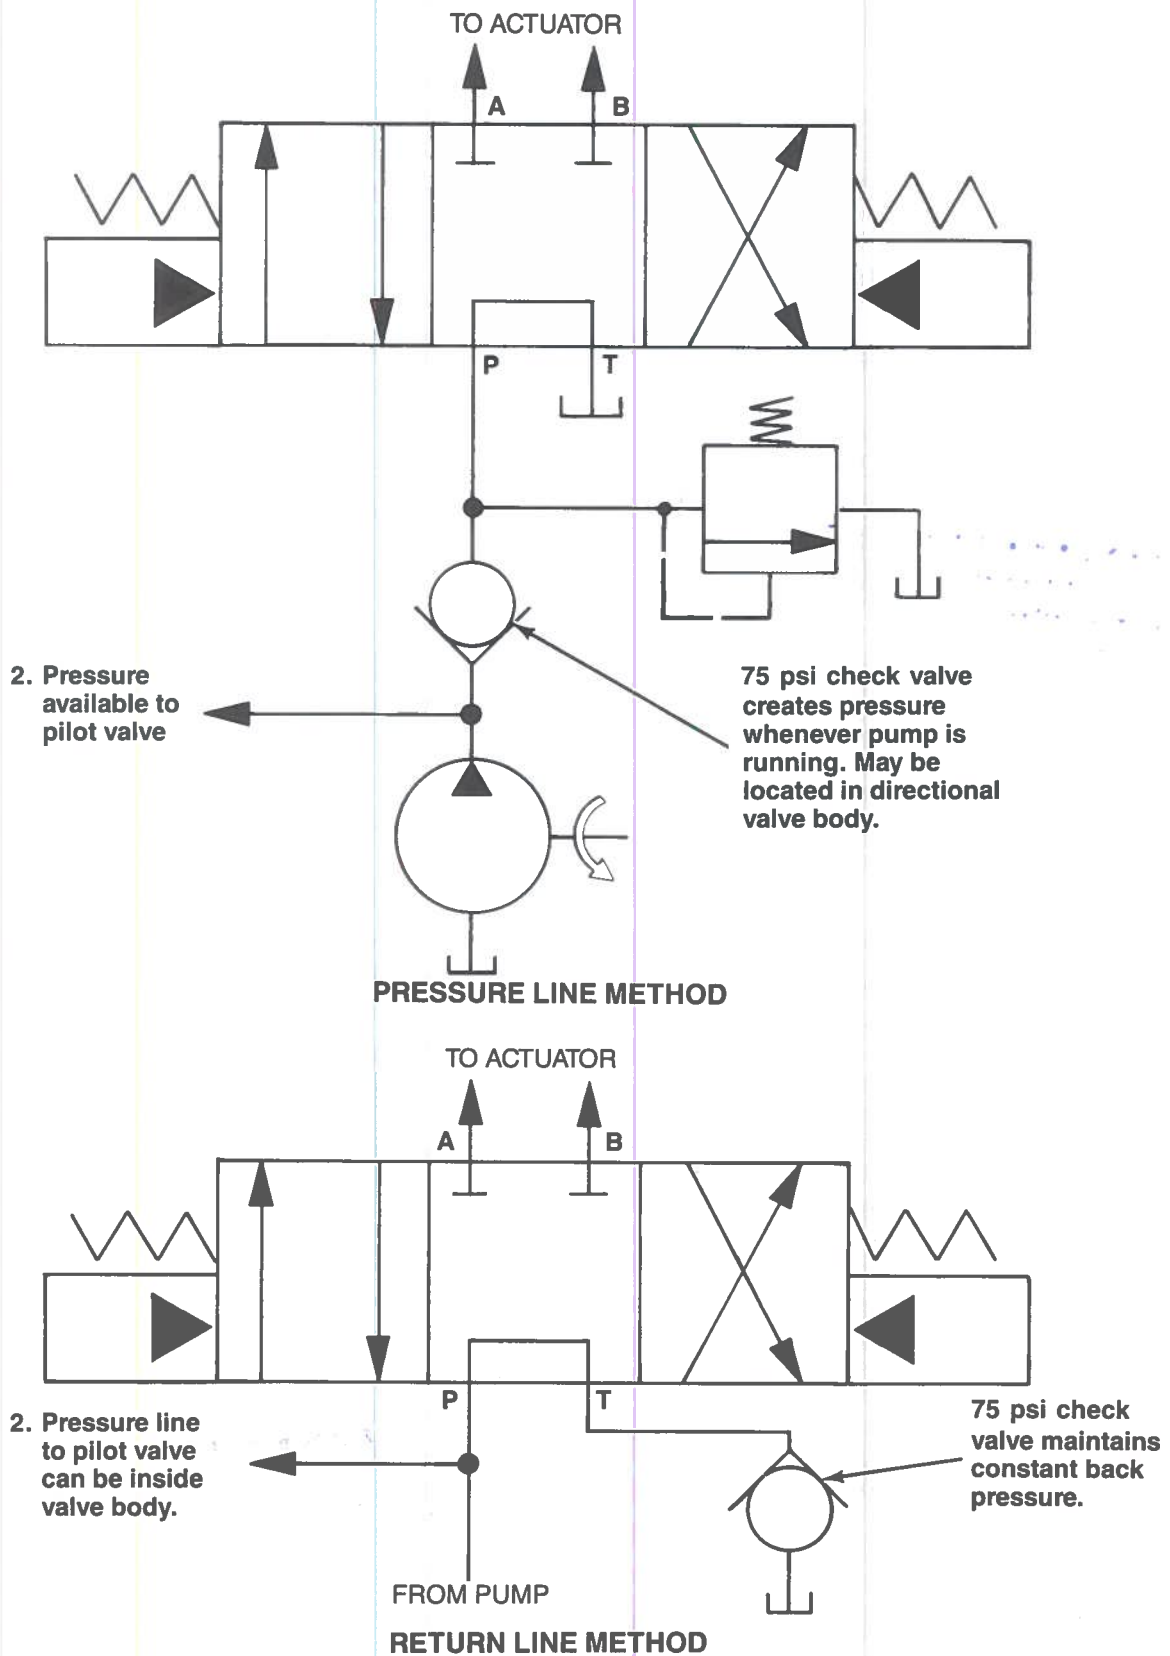 TO ACTUATOR
A
B
P
T
2. Pressure
available to
pilot valve
75 psi check valve
creates pressure
whenever pump is
running. May be
located in directional
valve body.
PRESSURE LINE METHOD
TO ACTUATOR
A
B
P
T
2. Pressure line
to pilot valve
can be inside
valve body.
75 psi check
valve maintains
constant back
pressure.
FROM PUMP
RETURN LINE METHOD